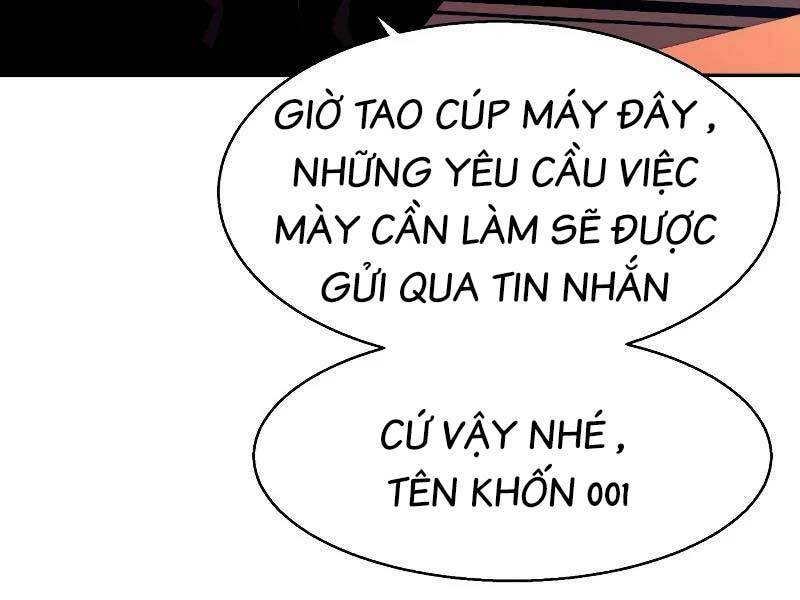 GIỜ TAO CÚP MÁY ĐÂY,
NHỮNG YÊU CẦU VIỆC
MÀY CẦN LÀM SẼ ĐƯỢC
GỬI QUA TIN NHẮN
CỨ VẬY NHÉ,
TÊN KHỐN 001